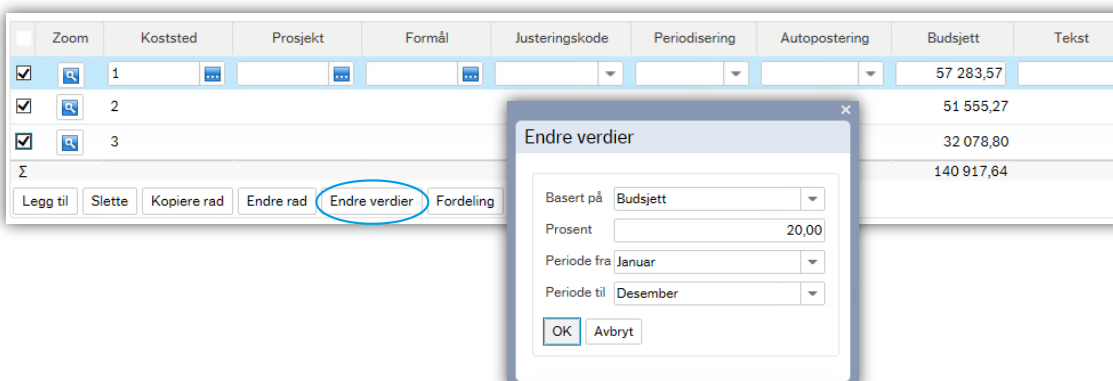 Zoom Koststed Prosjekt Formål Justeringskode Periodisering Autopostering Budsjett Tekst
1 57 283,57
2 51 555,27
3 32 078,80
Σ 140 917,64
Legg til Slette Kopiere rad Endre rad Endre verdier Fordeling
Endre verdier
Basert på Budsjett
Prosent 20,00
Periode fra Januar
Periode til Desember
OK Avbryt